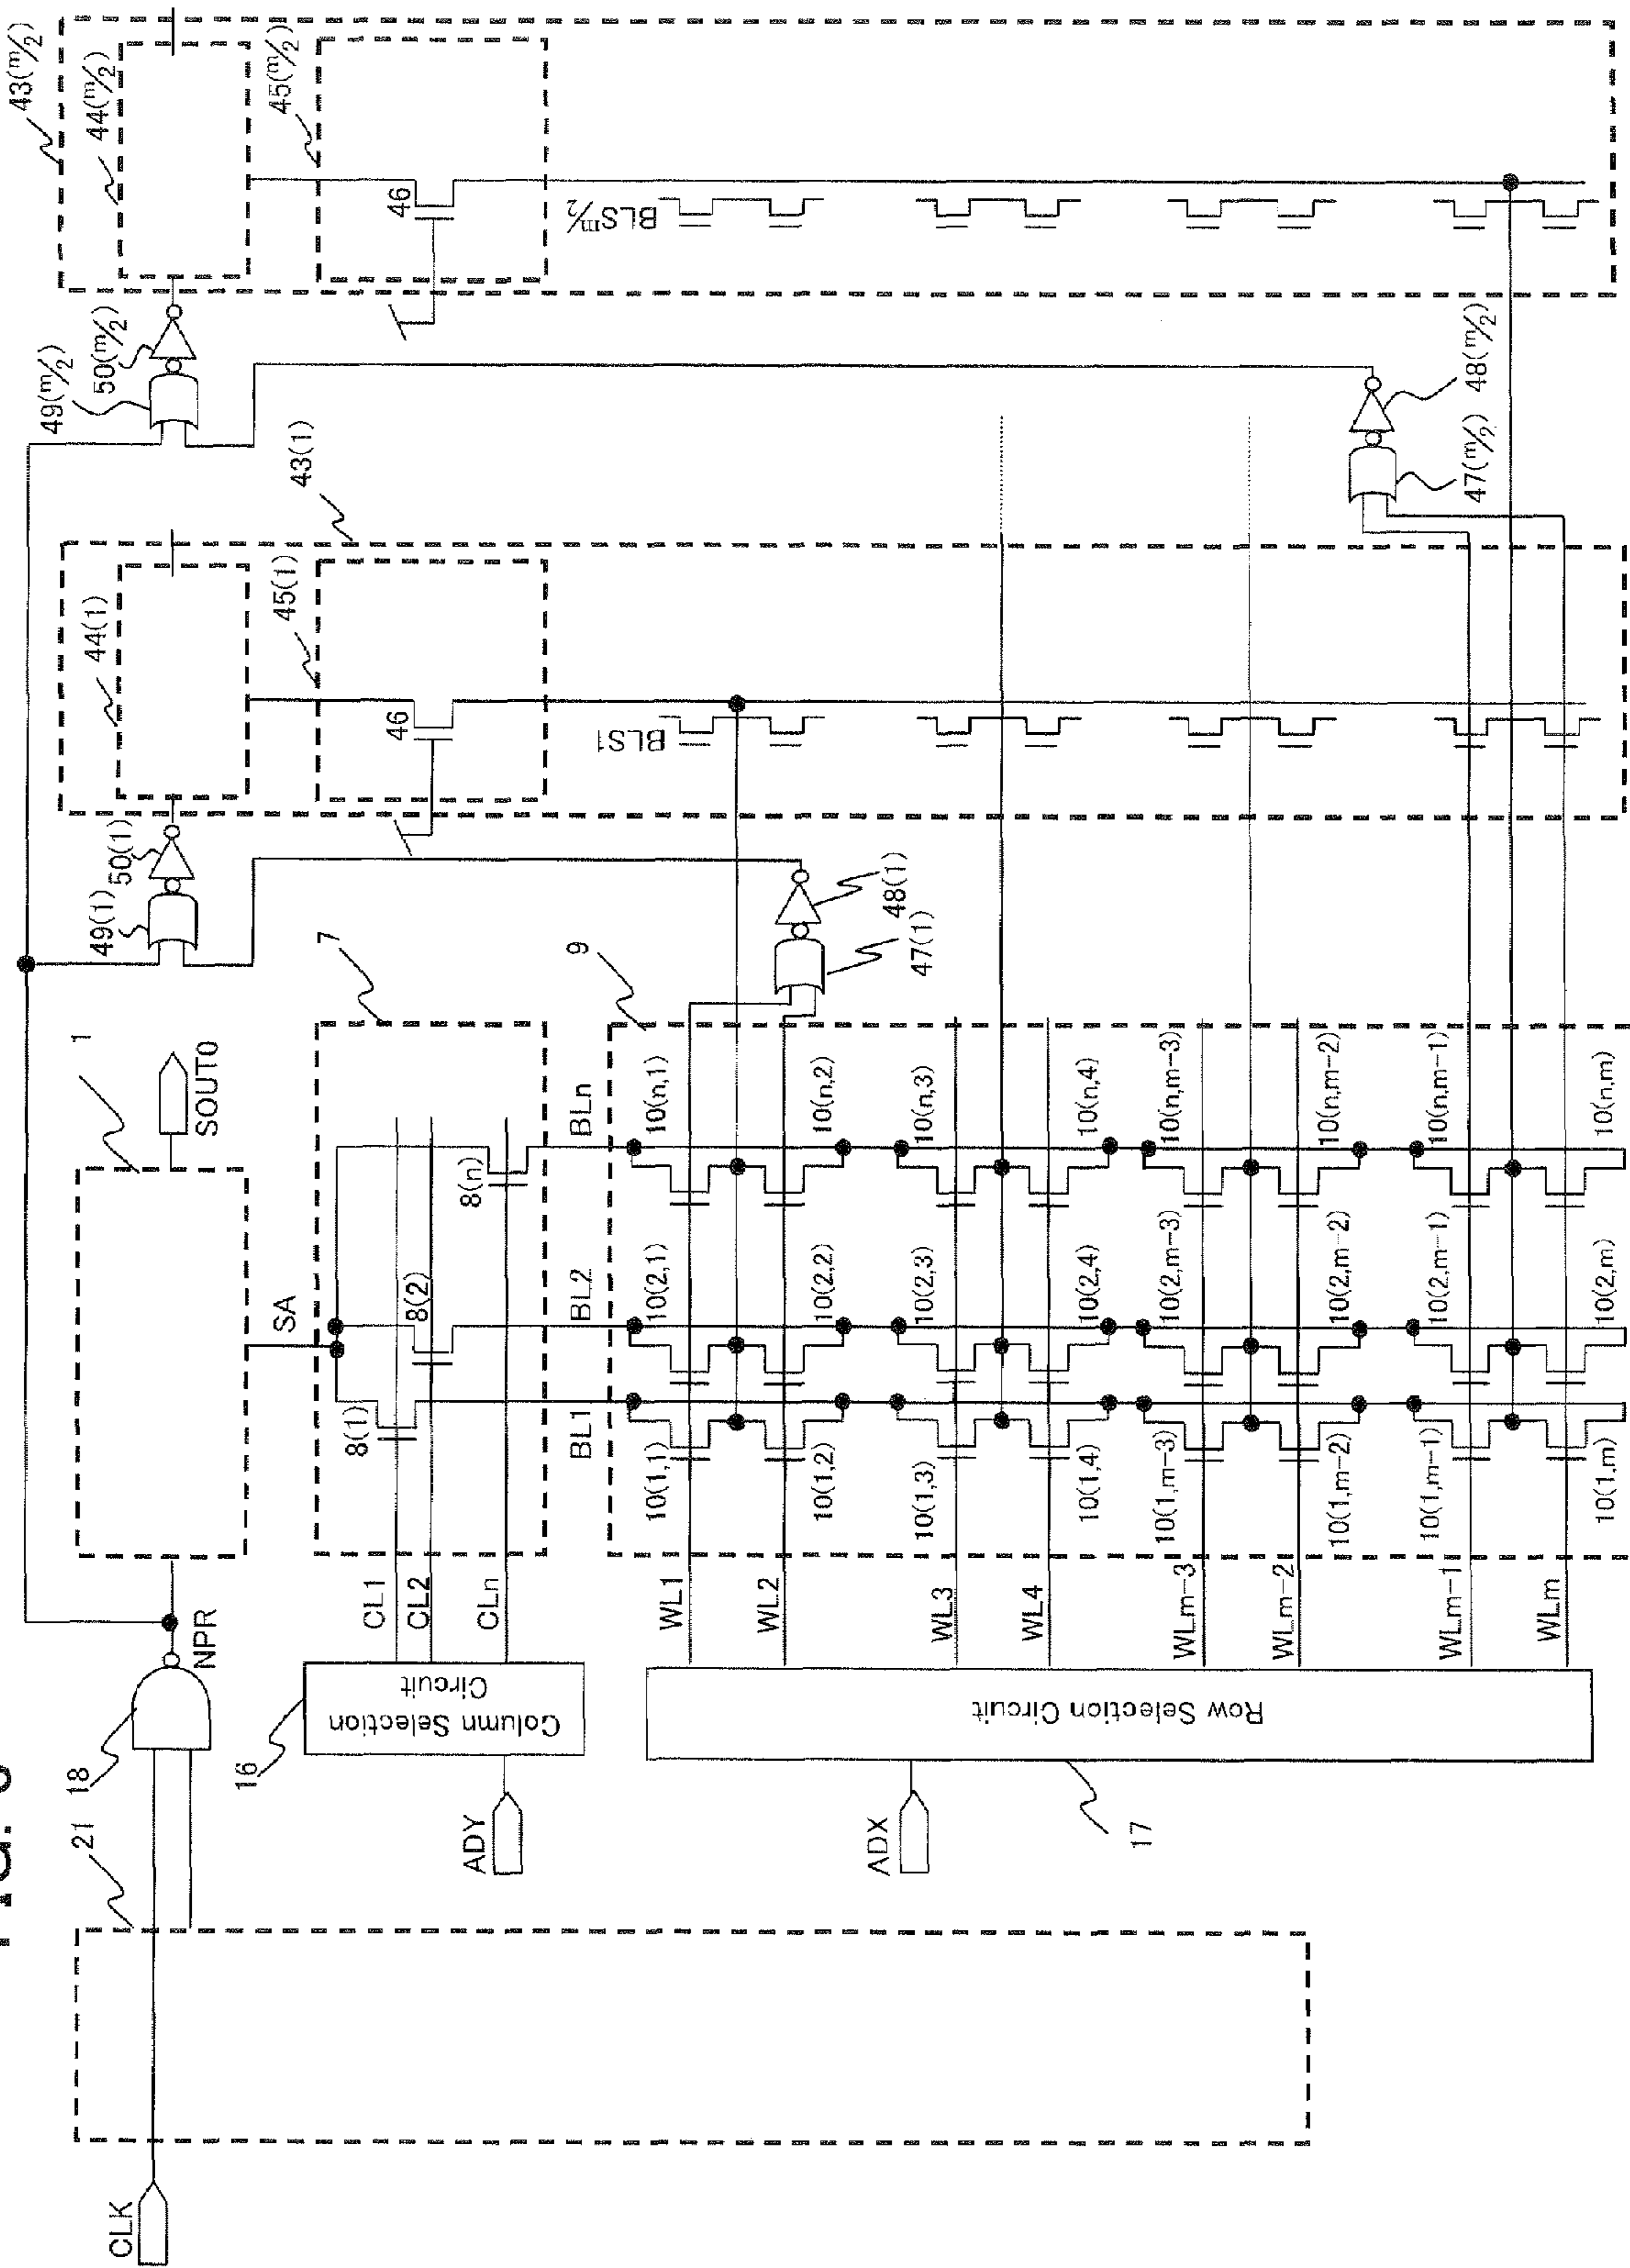 CLK
21
18
NPR
1
SOUT0
49(1)
50(1)
44(1)
43(1)
49(m/2)
50(m/2)
44(m/2)
43(m/2)
16
Column Selection
Circuit
ADY
CL1
CL2
CLn
SA
7
8(1)
8(2)
8(n)
45(1)
46
45(m/2)
46
BL1
BL2
BLn
9
BLS1
BLSm/2
ADX
17
Row Selection Circuit
WL1
WL2
WL3
WL4
WLm-3
WLm-2
WLm-1
WLm
10(1,1)
10(2,1)
10(n,1)
10(1,2)
10(2,2)
10(n,2)
47(1)
48(1)
10(1,3)
10(2,3)
10(n,3)
10(1,4)
10(2,4)
10(n,4)
10(1,m-3)
10(2,m-3)
10(n,m-3)
10(1,m-2)
10(2,m-2)
10(n,m-2)
10(1,m-1)
10(2,m-1)
10(n,m-1)
10(1,m)
10(2,m)
10(n,m)
47(m/2)
48(m/2)